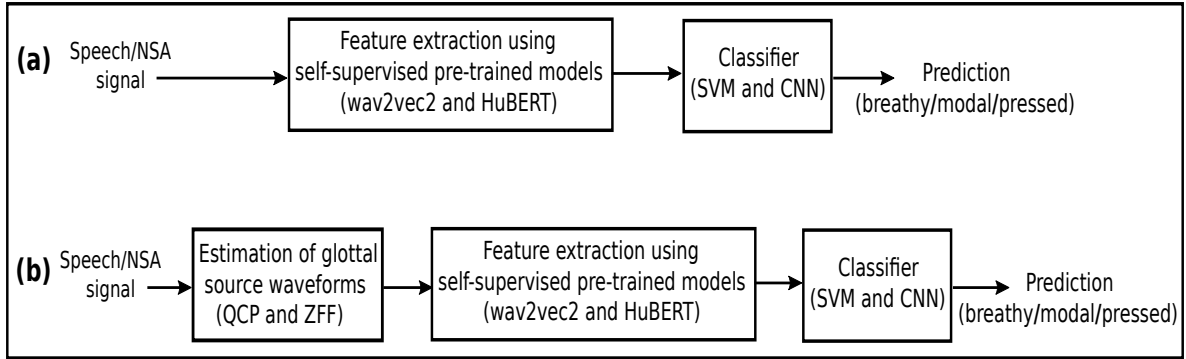 (a)
Speech/NSA
signal
Feature extraction using
self-supervised pre-trained models
(wav2vec2 and HuBERT)
Classifier
(SVM and CNN)
Prediction
(breathy/modal/pressed)
(b)
Speech/NSA
signal
Estimation of glottal
source waveforms
(QCP and ZFF)
Feature extraction using
self-supervised pre-trained models
(wav2vec2 and HuBERT)
Classifier
(SVM and CNN)
Prediction
(breathy/modal/pressed)